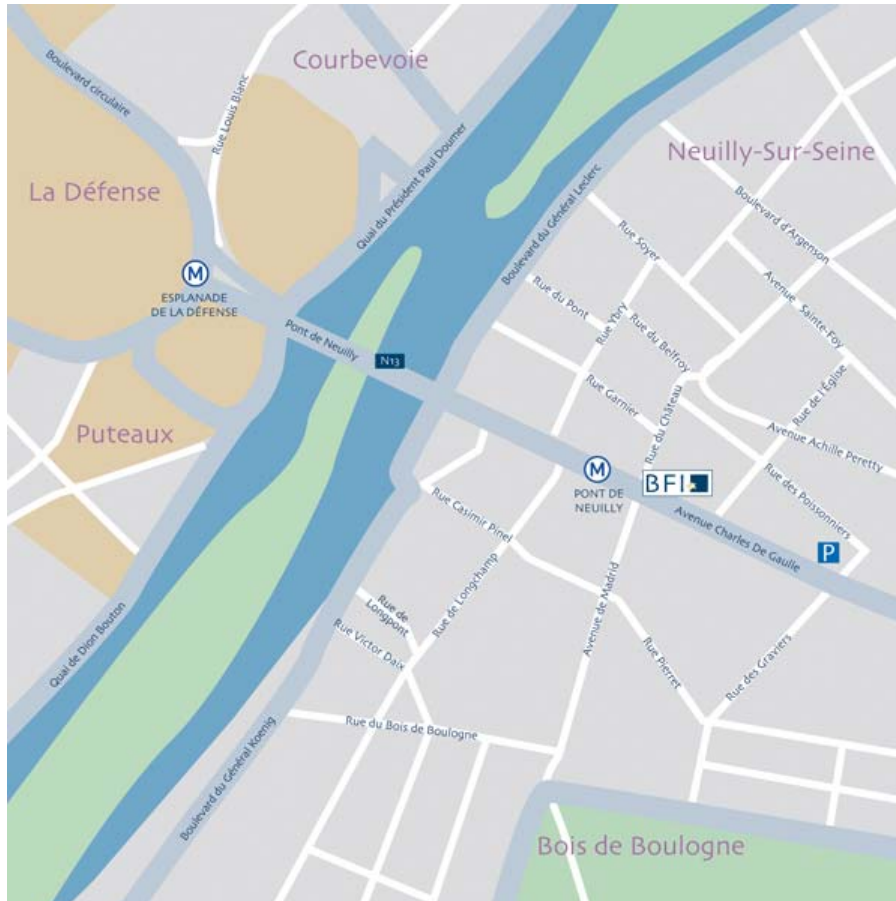 Courbevoie
Boulevard circulaire
Rue Louis Blanc
Neuilly-Sur-Seine
La Défense
Quai du Président Paul Doumer
Boulevard du Général Leclerc
Boulevard d'Argenson
Rue Soyer
M
ESPLANADE
DE LA DÉFENSE
Rue du Pont
Avenue Sainte-Foy
Pont de Neuilly
N13
Rue Ybry
Rue du Belfroy
Rue Garnier
Rue du Château
Rue de l'Église
Puteaux
Avenue Achille Peretty
M
PONT DE
NEUILLY
BFI
Rue des Poissonniers
Rue Casimir Pinel
Avenue Charles De Gaulle
P
Rue de Longchamp
Avenue de Madrid
Rue de
Longpont
Rue Victor Daix
Quai de Dion Bouton
Rue Pierret
Rue des Graviers
Rue du Bois de Boulogne
Boulevard du Général Koenig
Bois de Boulogne